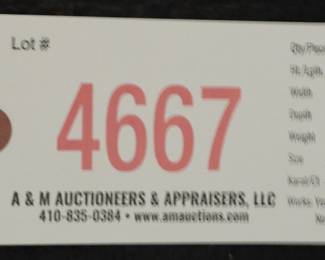 Lot #
4667
A & M AUCTIONEERS & APPRAISERS, LLC
410-835-0384 • www.amauctions.com
Width
Depth
Weight
Size